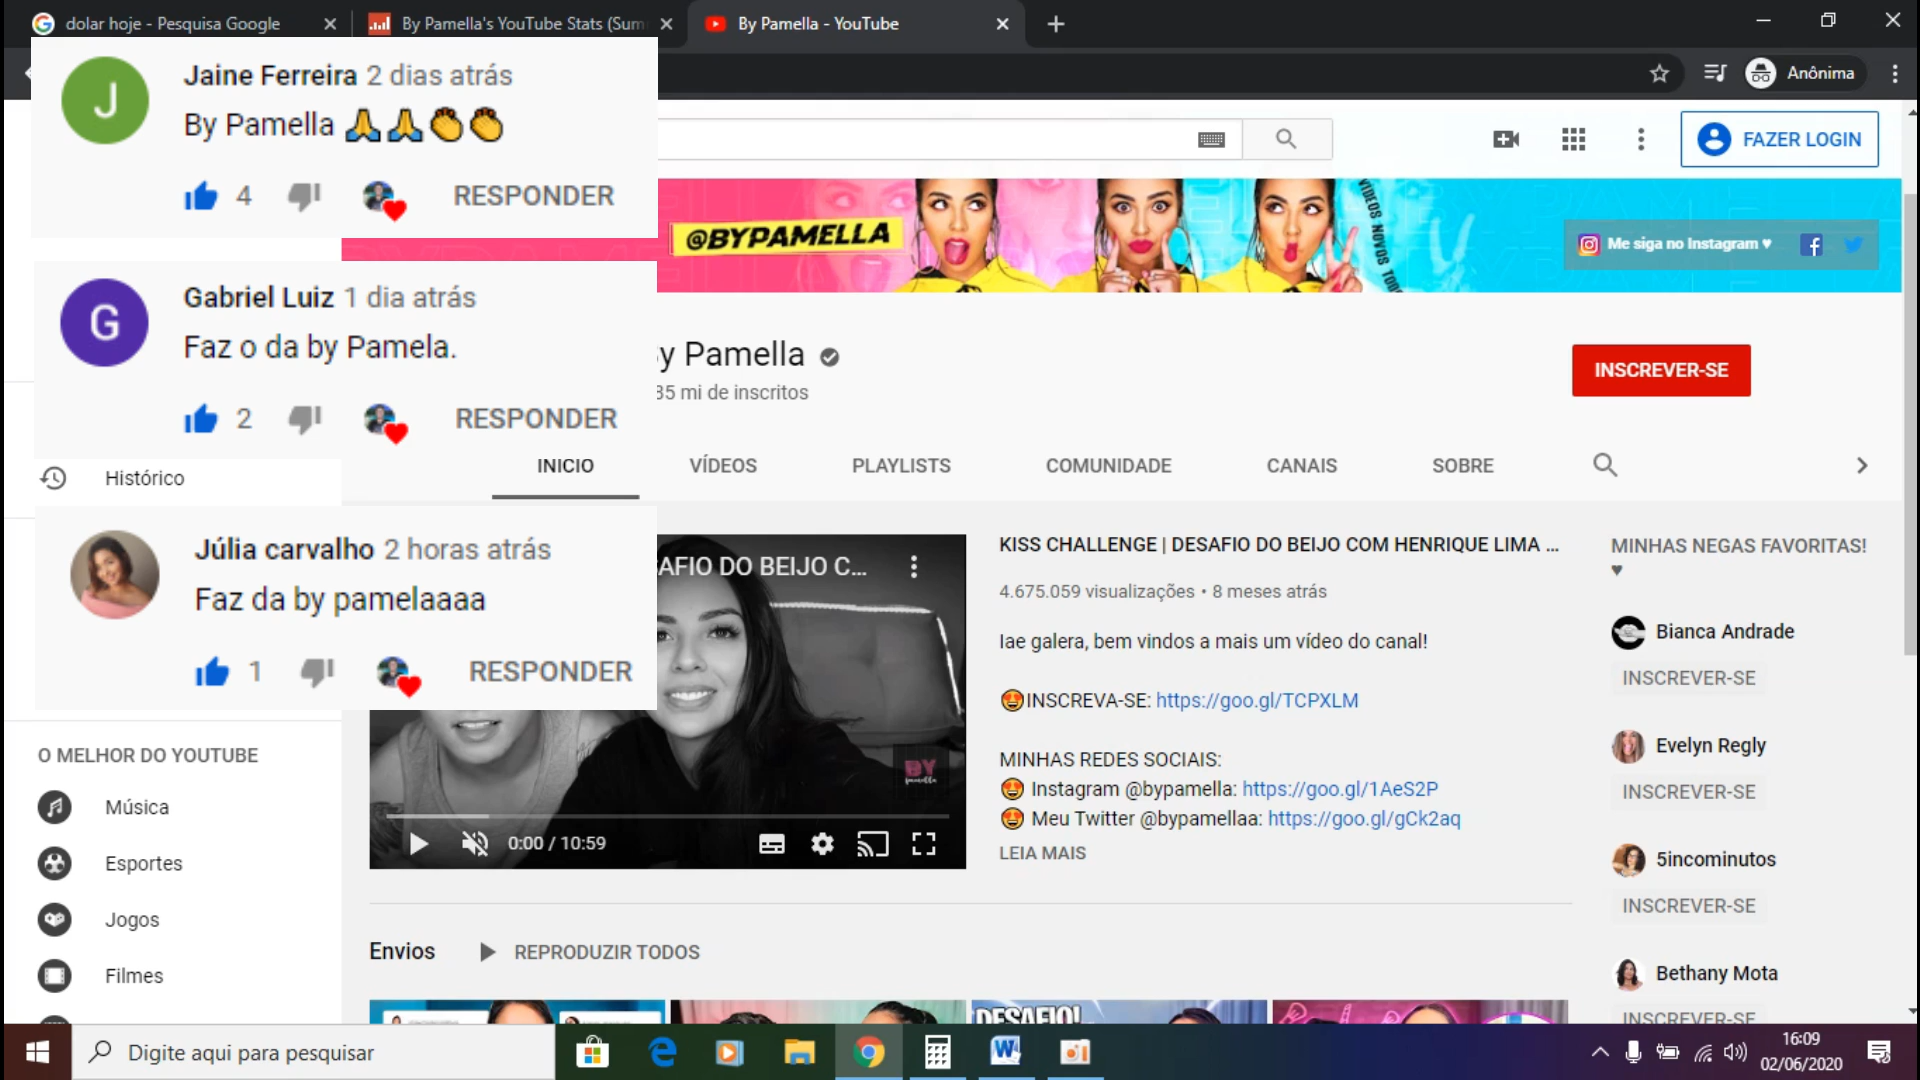 dolar hoje - Pesquisa Google
By Pamella's YouTube Stats (Sum
By Pamella - YouTube
Anônima
Jaine Ferreira 2 dias atrás
By Pamella 🙏🙏👏👏
4 RESPONDER
FAZER LOGIN
@BYPAMELLA
VÍDEOS NOVOS
Me siga no Instagram ♥
Gabriel Luiz 1 dia atrás
Faz o da by Pamela.
2 RESPONDER
y Pamella
85 mi de inscritos
INSCREVER-SE
Histórico
INICIO
VÍDEOS
PLAYLISTS
COMUNIDADE
CANAIS
SOBRE
Júlia carvalho 2 horas atrás
Faz da by pamelaaaa
1 RESPONDER
AFIO DO BEIJO C...
BY
pamella
0:00 / 10:59
KISS CHALLENGE | DESAFIO DO BEIJO COM HENRIQUE LIMA ...
4.675.059 visualizações • 8 meses atrás
Iae galera, bem vindos a mais um vídeo do canal!
😍INSCREVA-SE: https://goo.gl/TCPXLM
MINHAS REDES SOCIAIS:
😍 Instagram @bypamella: https://goo.gl/1AeS2P
😍 Meu Twitter @bypamellaa: https://goo.gl/gCk2aq
LEIA MAIS
MINHAS NEGAS FAVORITAS!
♥
Bianca Andrade
INSCREVER-SE
Evelyn Regly
INSCREVER-SE
5incominutos
INSCREVER-SE
Bethany Mota
INSCREVER-SE
O MELHOR DO YOUTUBE
Música
Esportes
Jogos
Filmes
Envios
REPRODUZIR TODOS
DESAFIO!
Digite aqui para pesquisar
16:09
02/06/2020